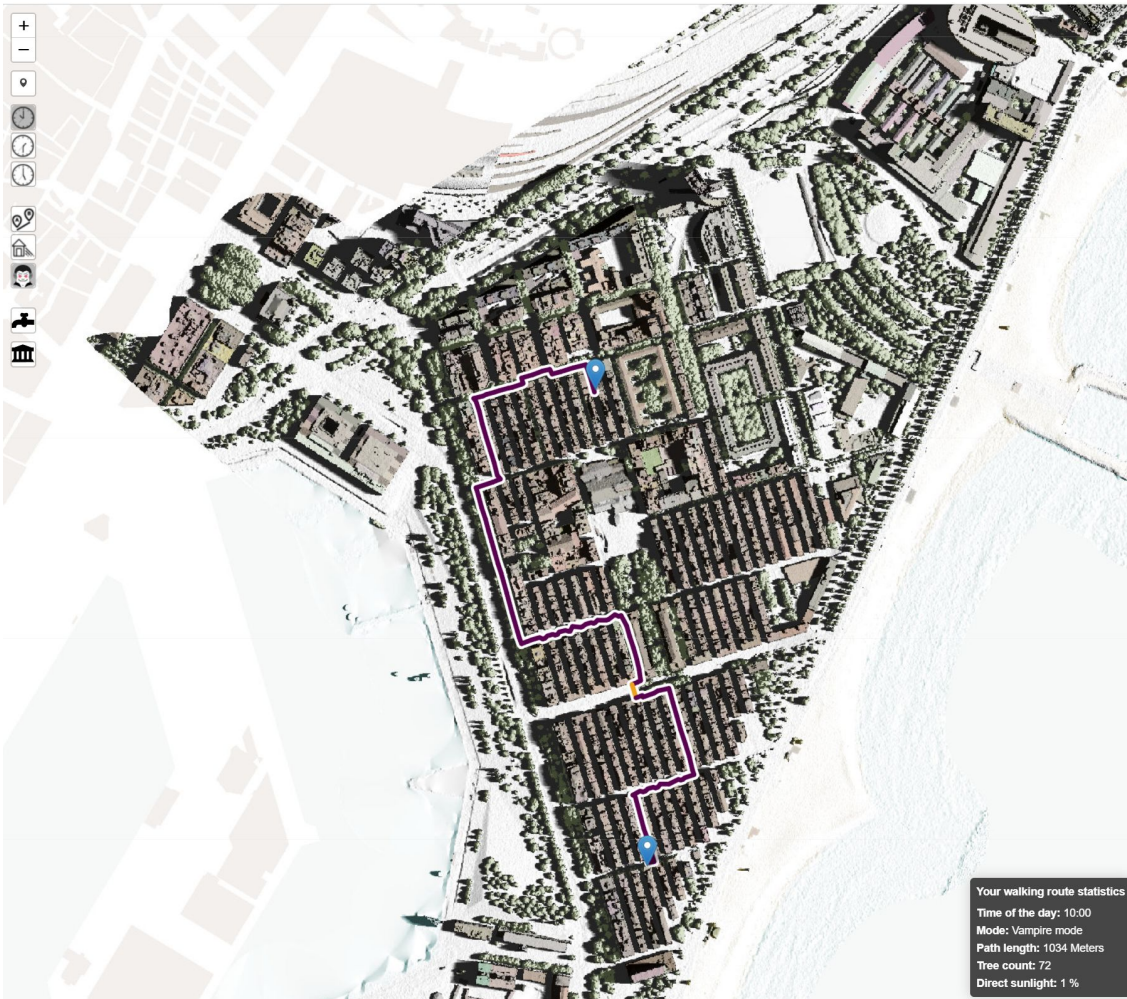 +
−
Your walking route statistics
Time of the day: 10:00
Mode: Vampire mode
Path length: 1034 Meters
Tree count: 72
Direct sunlight: 1 %